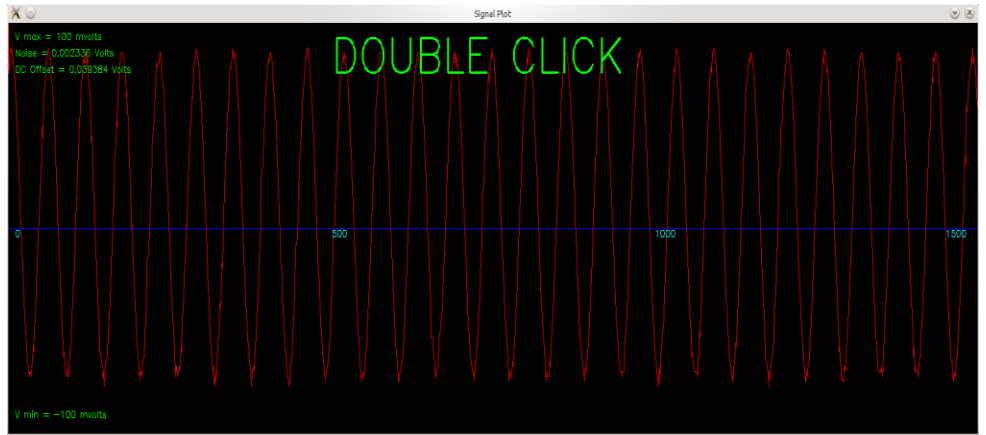 Signal Plot
V max = 100 mvolts
Noise = 0.002336 Volts
DC Offset = 0.039384 Volts
DOUBLE CLICK
0 500 1000 1500
V min = -100 mvolts